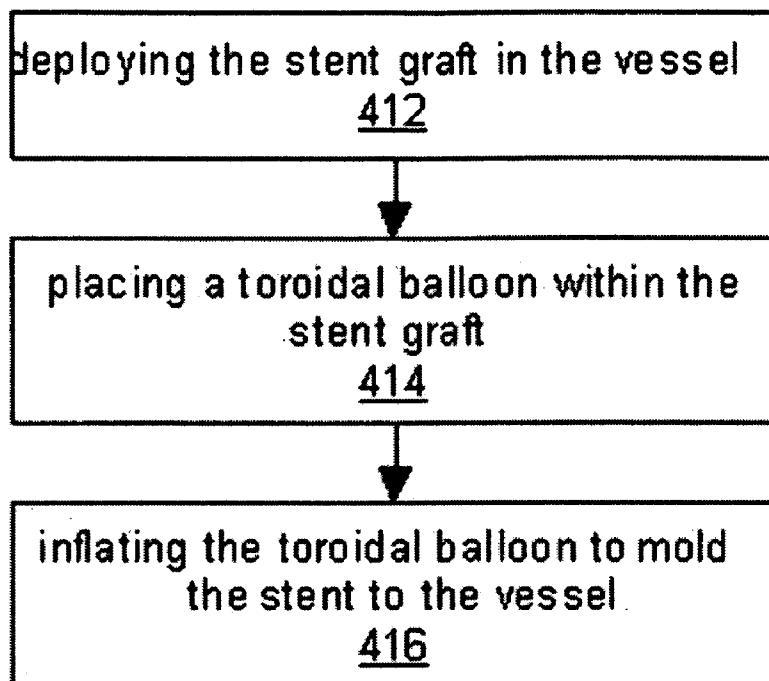 deploying the stent graft in the vessel
412
placing a toroidal balloon within the
stent graft
414
inflating the toroidal balloon to mold
the stent to the vessel
416